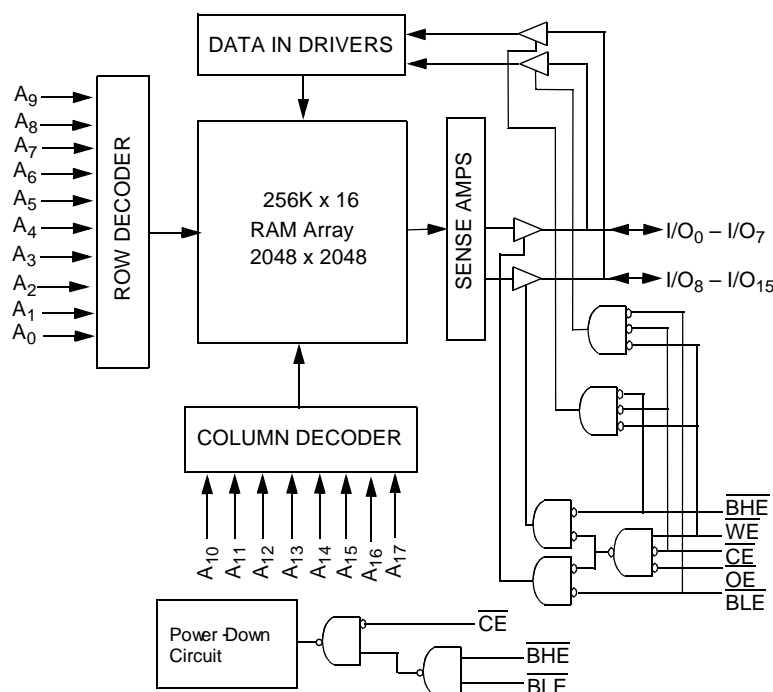 DATA IN DRIVERS
A9
A8
A7
A6
A5
A4
A3
A2
A1
A0
ROW DECODER
256K x 16
RAM Array
2048 x 2048
SENSE AMPS
I/O0 – I/O7
I/O8 – I/O15
COLUMN DECODER
A10
A11
A12
A13
A14
A15
A16
A17
BHE
WE
CE
OE
BLE
Power-Down
Circuit
CE
BHE
BLE